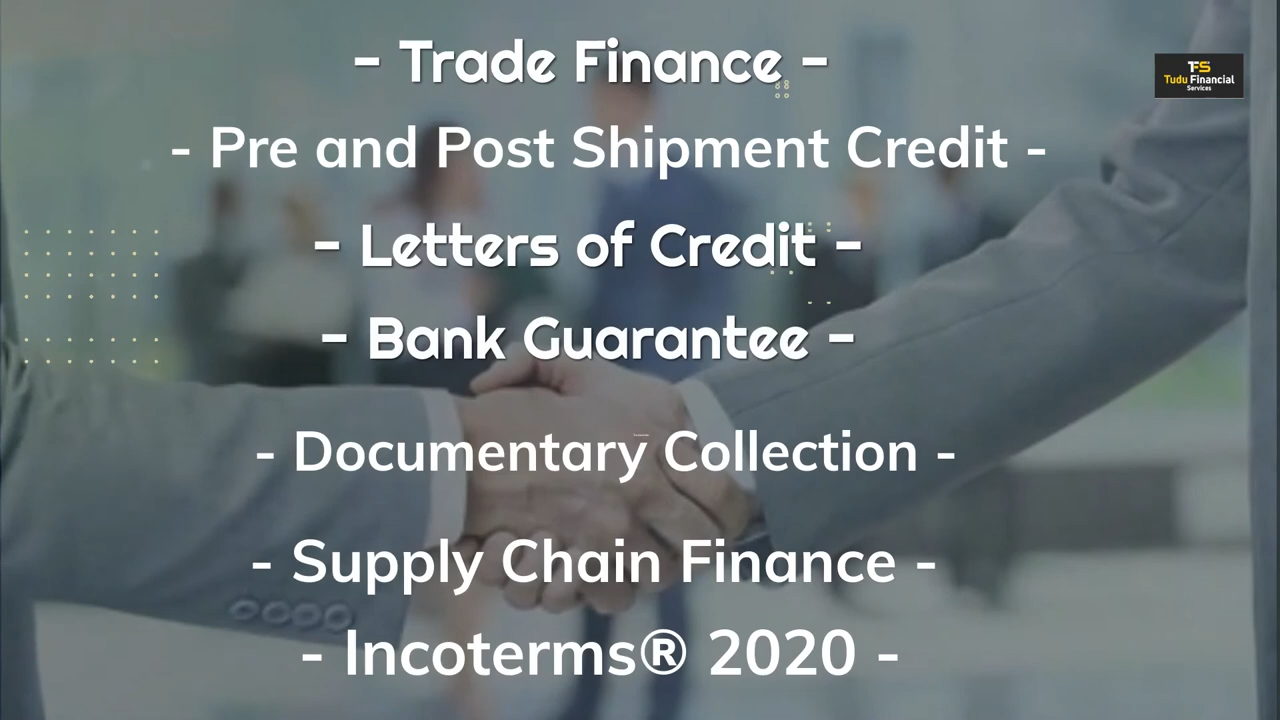 - Trade Finance -
TFS
Tudu Financial
Services
- Pre and Post Shipment Credit -
- Letters of Credit -
- Bank Guarantee -
- Documentary Collection -
- Supply Chain Finance -
- Incoterms® 2020 -